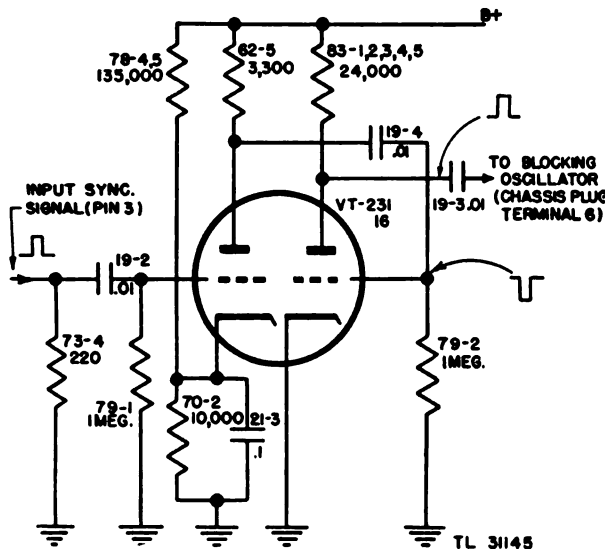 B+
78-4,5
135,000
62-5
3,300
83-1,2,3,4,5
24,000
19-4
.01
TO BLOCKING
OSCILLATOR
(CHASSIS PLUG
TERMINAL 6)
19-3.01
INPUT SYNC.
SIGNAL (PIN 3)
VT-231
16
19-2
.01
73-4
220
79-1
1MEG.
70-2
10,000
21-3
.1
79-2
1MEG.
TL 31145